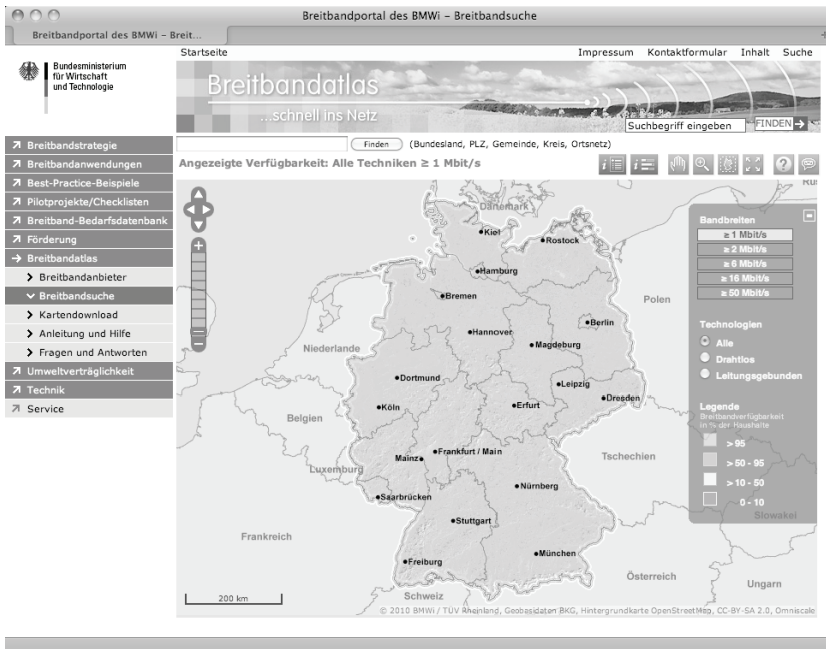 Breitbandportal des BMWi – Breitbandsuche
Breitbandportal des BMWi – Breit...
Bundesministerium
für Wirtschaft
und Technologie
Startseite
Impressum Kontaktformular Inhalt Suche
Breitbandatlas
...schnell ins Netz
Suchbegriff eingeben FINDEN
Breitbandstrategie
Breitbandanwendungen
Best-Practice-Beispiele
Pilotprojekte/Checklisten
Breitband-Bedarfsdatenbank
Förderung
Breitbandatlas
Breitbandanbieter
Breitbandsuche
Kartendownload
Anleitung und Hilfe
Fragen und Antworten
Umweltverträglichkeit
Technik
Service
Finden (Bundesland, PLZ, Gemeinde, Kreis, Ortsnetz)
Angezeigte Verfügbarkeit: Alle Techniken ≥ 1 Mbit/s
Dänemark
Kiel
Rostock
Hamburg
Bremen
Polen
Berlin
Hannover
Magdeburg
Niederlande
Dortmund
Leipzig
Dresden
Köln
Erfurt
Belgien
Frankfurt / Main
Mainz
Tschechien
Luxemburg
Nürnberg
Saarbrücken
Stuttgart
Slowakei
Frankreich
München
Freiburg
Österreich
Ungarn
Schweiz
200 km
Bandbreiten
≥ 1 Mbit/s
≥ 2 Mbit/s
≥ 6 Mbit/s
≥ 16 Mbit/s
≥ 50 Mbit/s
Technologien
Alle
Drahtlos
Leitungsgebunden
Legende
Breitbandverfügbarkeit
in % der Haushalte
> 95
> 50 - 95
> 10 - 50
0 - 10
© 2010 BMWi / TÜV Rheinland, Geobasisdaten BKG, Hintergrundkarte OpenStreetMap, CC-BY-SA 2.0, Omniscale